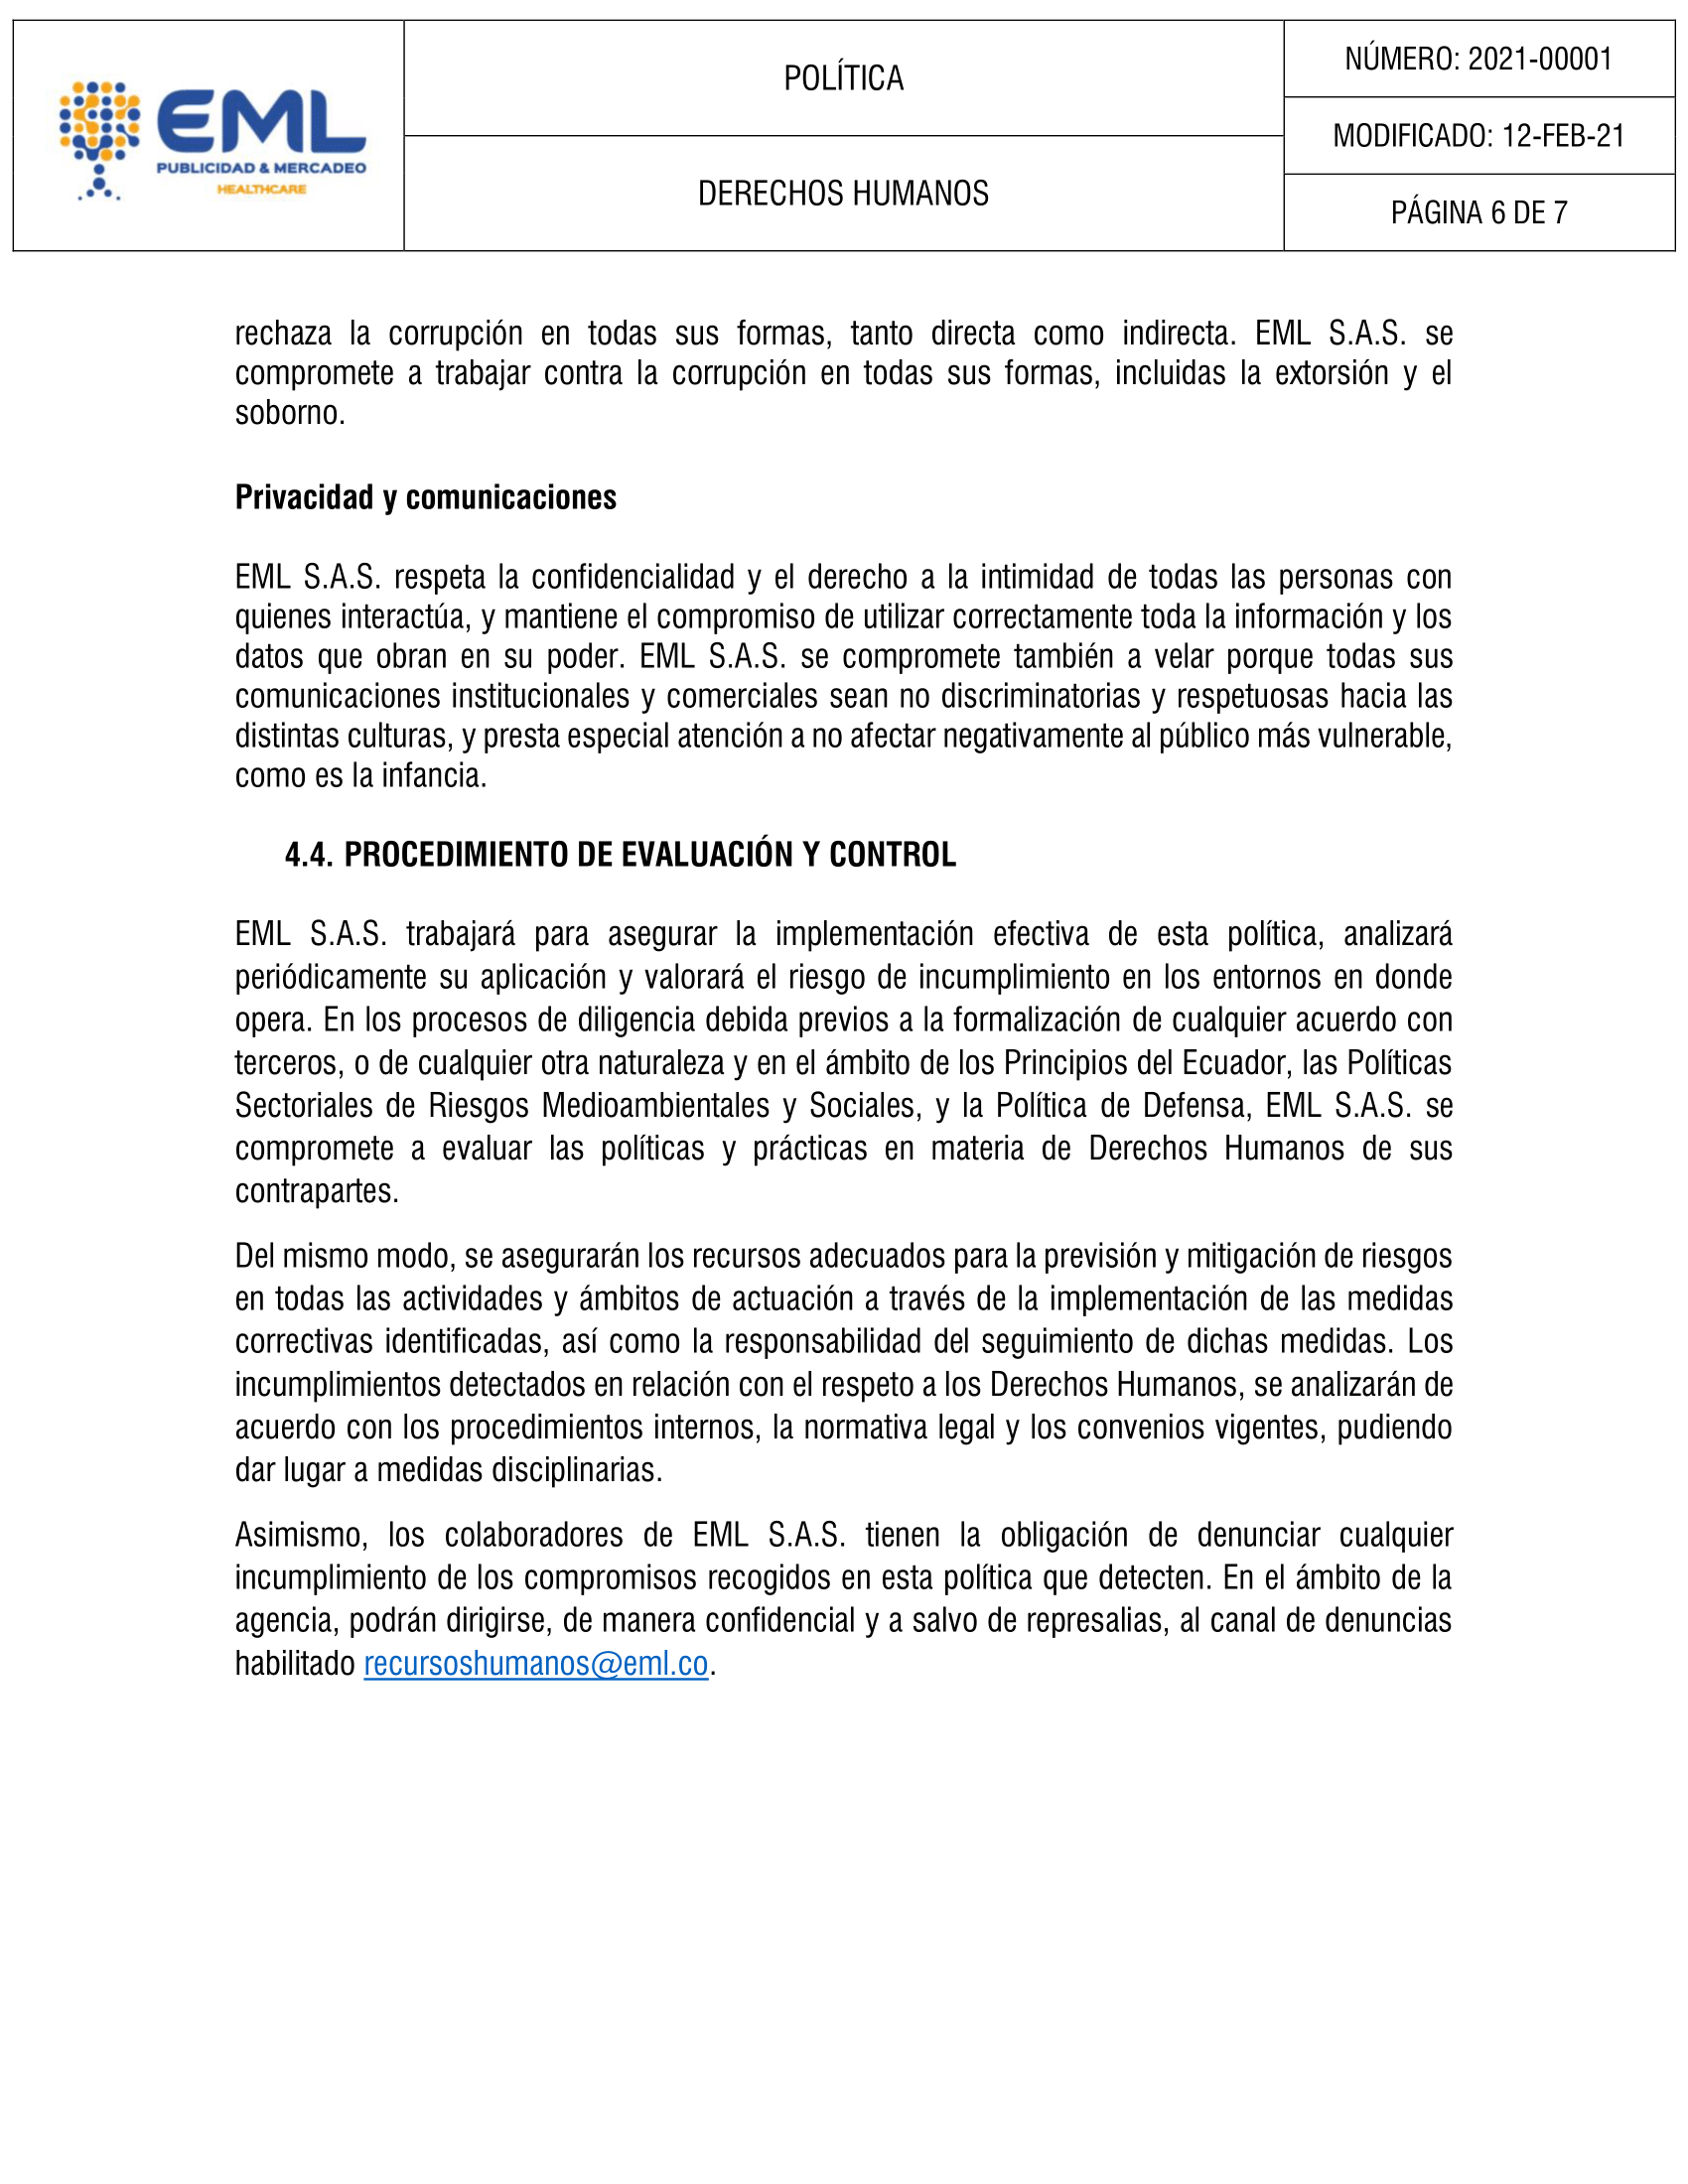 EML
PUBLICIDAD & MERCADEO
HEALTHCARE
POLÍTICA
DERECHOS HUMANOS
NÚMERO: 2021-00001
MODIFICADO: 12-FEB-21
PÁGINA 6 DE 7
rechaza la corrupción en todas sus formas, tanto directa como indirecta. EML S.A.S. se
compromete a trabajar contra la corrupción en todas sus formas, incluidas la extorsión y el
soborno.
Privacidad y comunicaciones
EML S.A.S. respeta la confidencialidad y el derecho a la intimidad de todas las personas con
quienes interactúa, y mantiene el compromiso de utilizar correctamente toda la información y los
datos que obran en su poder. EML S.A.S. se compromete también a velar porque todas sus
comunicaciones institucionales y comerciales sean no discriminatorias y respetuosas hacia las
distintas culturas, y presta especial atención a no afectar negativamente al público más vulnerable,
como es la infancia.
4.4. PROCEDIMIENTO DE EVALUACIÓN Y CONTROL
EML S.A.S. trabajará para asegurar la implementación efectiva de esta política, analizará
periódicamente su aplicación y valorará el riesgo de incumplimiento en los entornos en donde
opera. En los procesos de diligencia debida previos a la formalización de cualquier acuerdo con
terceros, o de cualquier otra naturaleza y en el ámbito de los Principios del Ecuador, las Políticas
Sectoriales de Riesgos Medioambientales y Sociales, y la Política de Defensa, EML S.A.S. se
compromete a evaluar las políticas y prácticas en materia de Derechos Humanos de sus
contrapartes.
Del mismo modo, se asegurarán los recursos adecuados para la previsión y mitigación de riesgos
en todas las actividades y ámbitos de actuación a través de la implementación de las medidas
correctivas identificadas, así como la responsabilidad del seguimiento de dichas medidas. Los
incumplimientos detectados en relación con el respeto a los Derechos Humanos, se analizarán de
acuerdo con los procedimientos internos, la normativa legal y los convenios vigentes, pudiendo
dar lugar a medidas disciplinarias.
Asimismo, los colaboradores de EML S.A.S. tienen la obligación de denunciar cualquier
incumplimiento de los compromisos recogidos en esta política que detecten. En el ámbito de la
agencia, podrán dirigirse, de manera confidencial y a salvo de represalias, al canal de denuncias
habilitado recursoshumanos@eml.co.